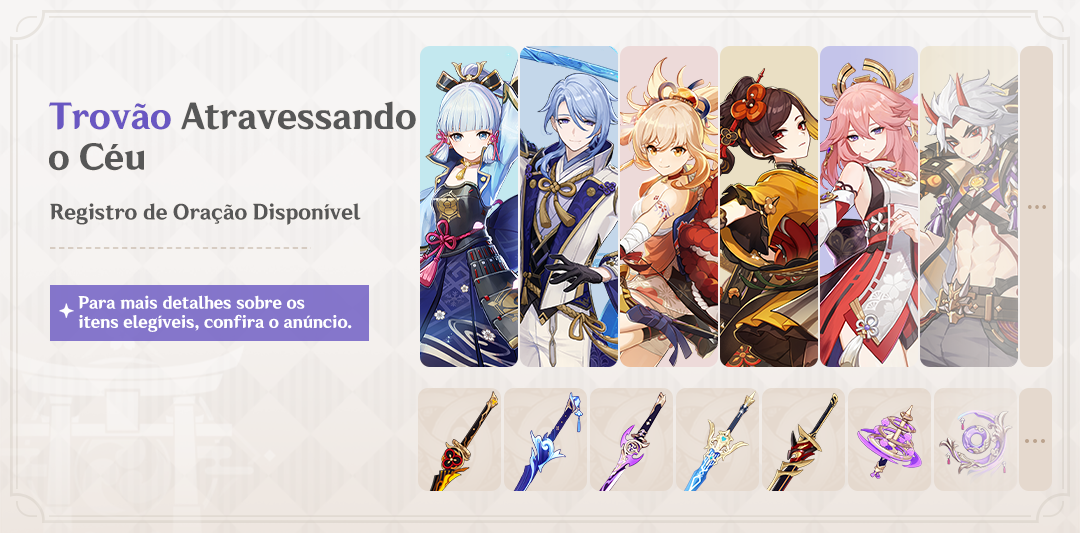 Trovão Atravessando
o Céu
Registro de Oração Disponível
Para mais detalhes sobre os
itens elegíveis, confira o anúncio.